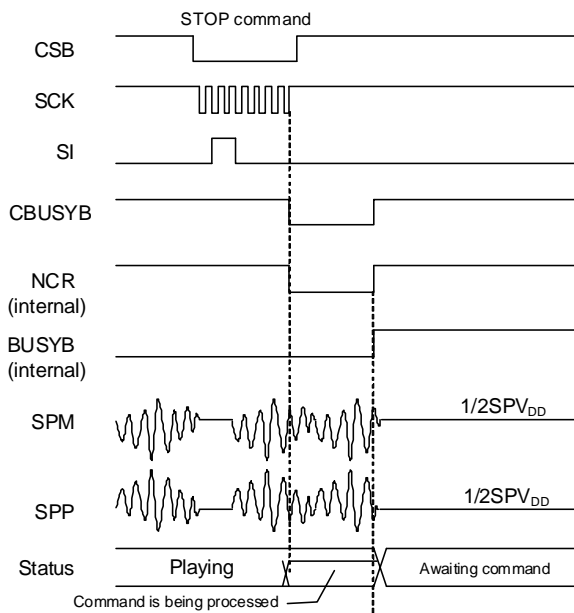 STOP command
CSB
SCK
SI
CBUSYB
NCR
(internal)
BUSYB
(internal)
SPM
1/2SPVDD
SPP
1/2SPVDD
Status
Playing
Awaiting command
Command is being processed